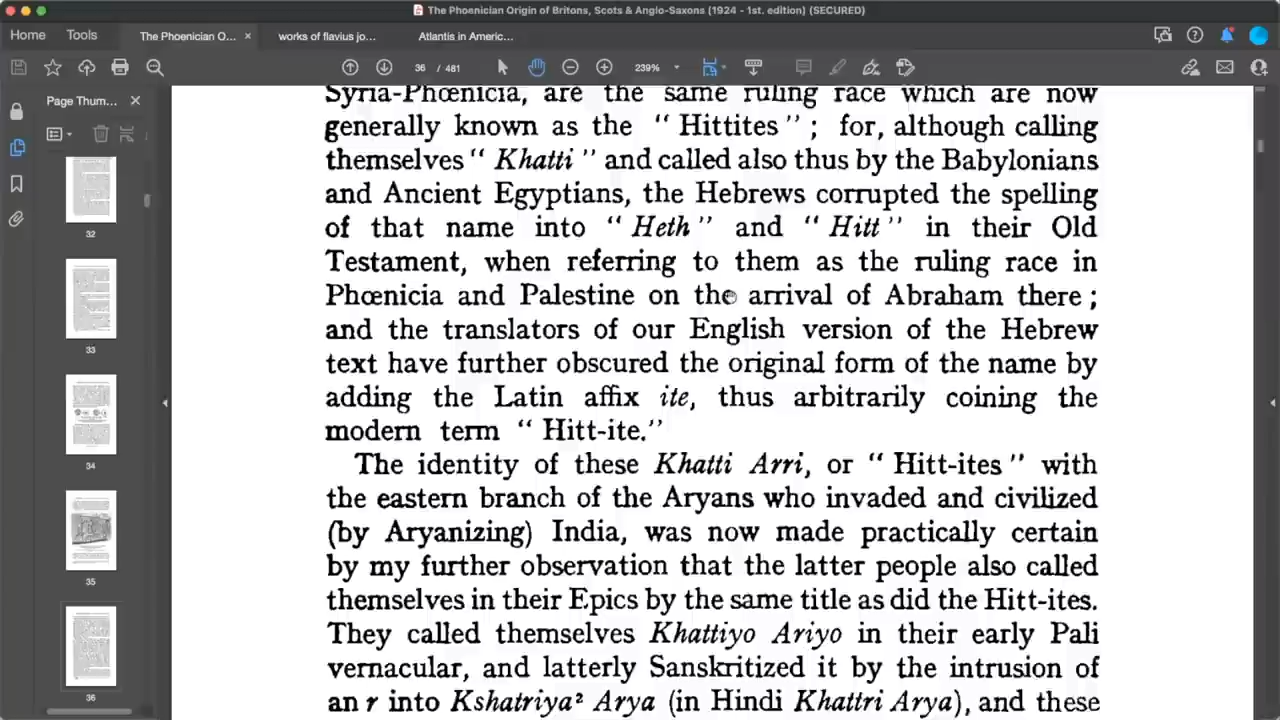 The Phoenician Origin of Britons, Scots & Anglo-Saxons (1924 - 1st. edition) (SECURED)
Home Tools The Phoenician O... × works of flavius jo... Atlantis in Americ...
36 / 481 239%
Page Thum... ×
32
33
34
35
36
Syria-Phœnicia, are the same ruling race which are now
generally known as the “ Hittites ” ; for, although calling
themselves “ Khatti ” and called also thus by the Babylonians
and Ancient Egyptians, the Hebrews corrupted the spelling
of that name into “ Heth ” and “ Hitt ” in their Old
Testament, when referring to them as the ruling race in
Phœnicia and Palestine on the arrival of Abraham there ;
and the translators of our English version of the Hebrew
text have further obscured the original form of the name by
adding the Latin affix ite, thus arbitrarily coining the
modern term “ Hitt-ite.”
The identity of these Khatti Arri, or “ Hitt-ites ” with
the eastern branch of the Aryans who invaded and civilized
(by Aryanizing) India, was now made practically certain
by my further observation that the latter people also called
themselves in their Epics by the same title as did the Hitt-ites.
They called themselves Khattiyo Ariyo in their early Pali
vernacular, and latterly Sanskritized it by the intrusion of
an r into Kshatriya² Arya (in Hindi Khattri Arya), and these